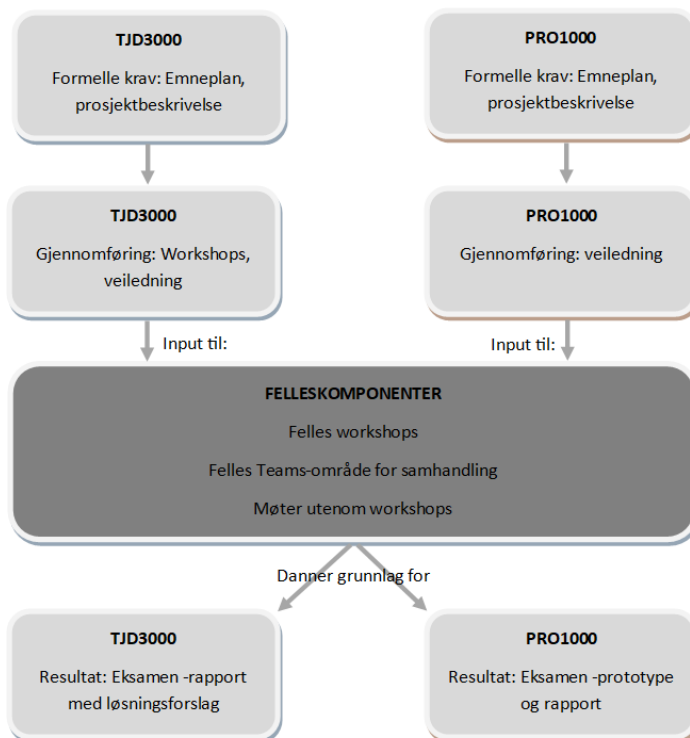 TJD3000
Formelle krav: Emneplan,
prosjektbeskrivelse
PRO1000
Formelle krav: Emneplan,
prosjektbeskrivelse
TJD3000
Gjennomføring: Workshops,
veiledning
PRO1000
Gjennomføring: veiledning
Input til:
Input til:
FELLESKOMPONENTER
Felles workshops
Felles Teams-område for samhandling
Møter utenom workshops
Danner grunnlag for
TJD3000
Resultat: Eksamen -rapport
med løsningsforslag
PRO1000
Resultat: Eksamen -prototype
og rapport